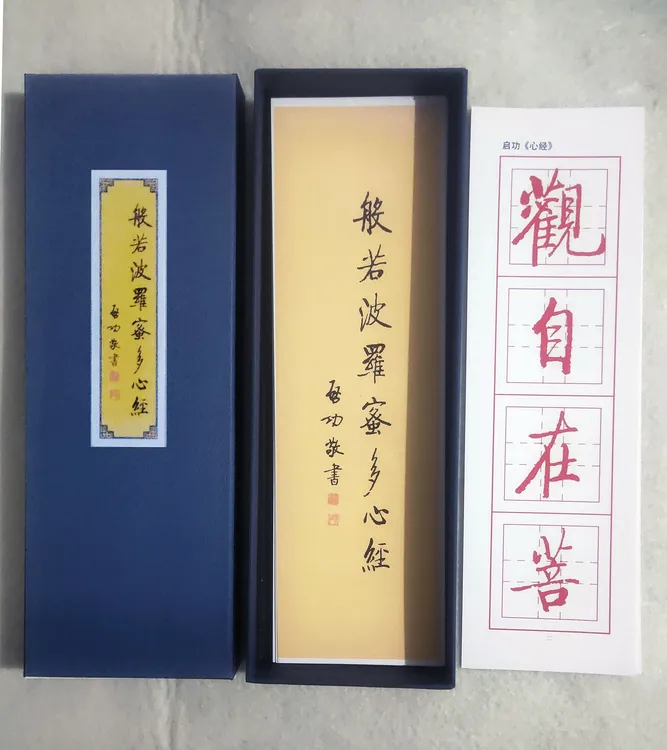 般若波羅蜜多心經
啓功敬書
般若波羅蜜多心經
啓功敬書
启功《心经》
觀
自
在
菩